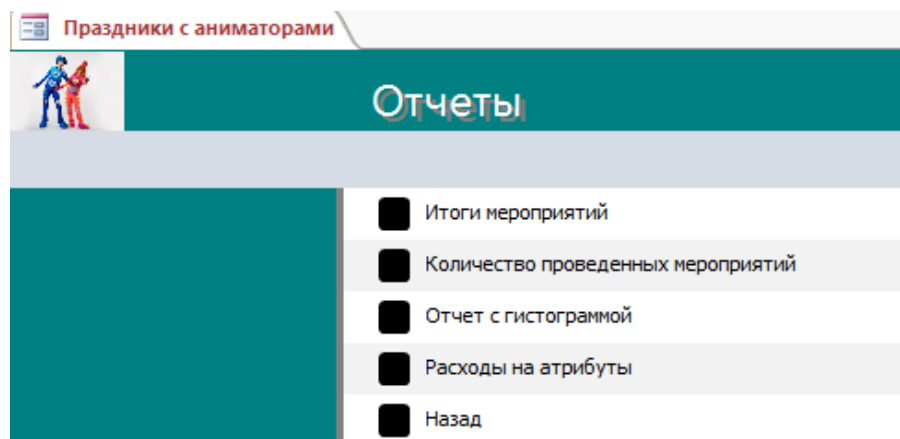 Праздники с аниматорами
Отчеты
Итоги мероприятий
Количество проведенных мероприятий
Отчет с гистограммой
Расходы на атрибуты
Назад